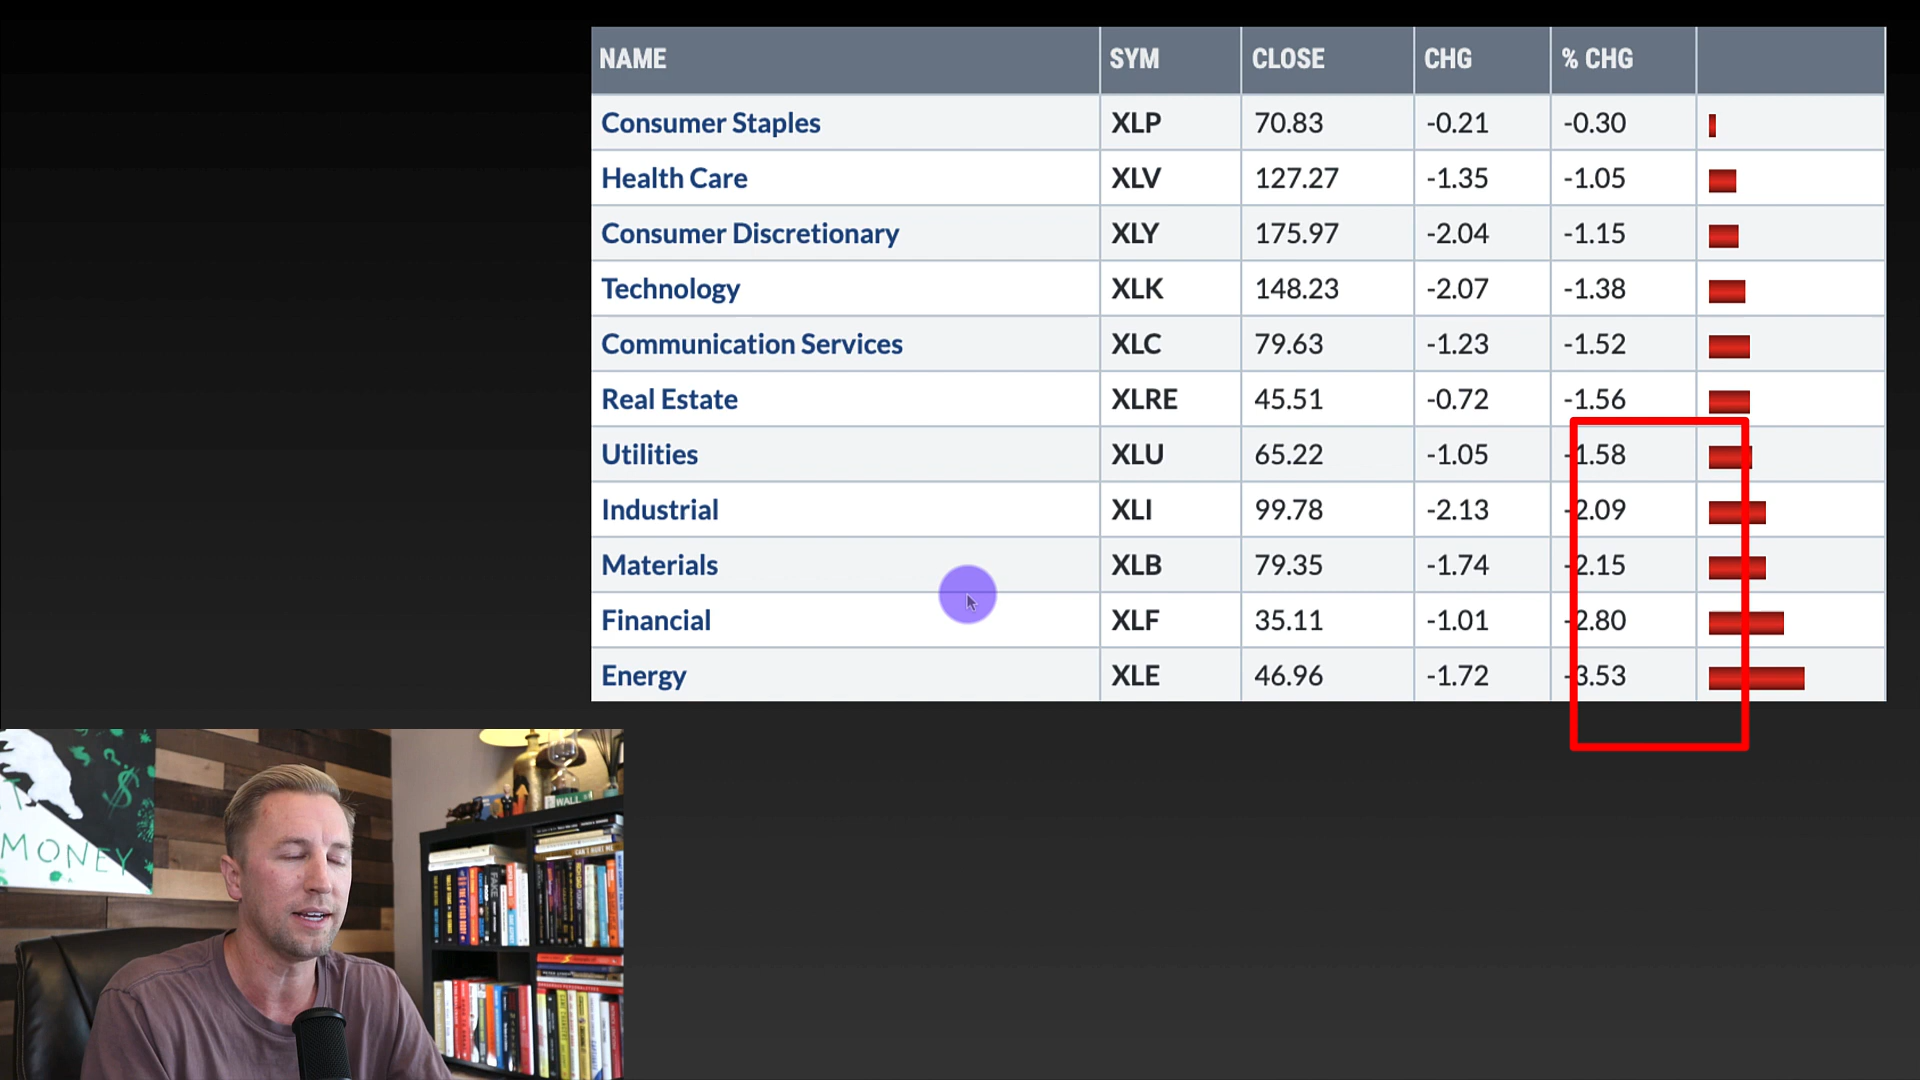 NAME SYM CLOSE CHG % CHG
Consumer Staples XLP 70.83 -0.21 -0.30
Health Care XLV 127.27 -1.35 -1.05
Consumer Discretionary XLY 175.97 -2.04 -1.15
Technology XLK 148.23 -2.07 -1.38
Communication Services XLC 79.63 -1.23 -1.52
Real Estate XLRE 45.51 -0.72 -1.56
Utilities XLU 65.22 -1.05 -1.58
Industrial XLI 99.78 -2.13 -2.09
Materials XLB 79.35 -1.74 -2.15
Financial XLF 35.11 -1.01 -2.80
Energy XLE 46.96 -1.72 -3.53
$
MONEY
WALL
CAN'T HURT ME
FAKE